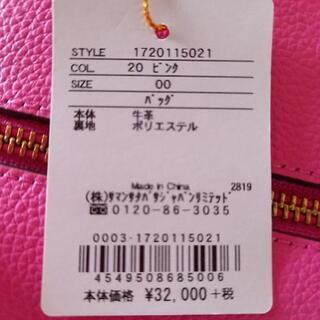 STYLE 1720115021
COL. 20 ﾋﾟﾝｸ
SIZE 00
ﾊﾞｯｸﾞ
本体 牛革
裏地 ポリエステル
Made in China 2819
(株)ｻﾏﾝｻﾀﾊﾞｻｼﾞｬﾊﾟﾝﾘﾐﾃｯﾄﾞ
0120-86-3035
0003-1720115021
4549508685006
本体価格 ¥32,000+税